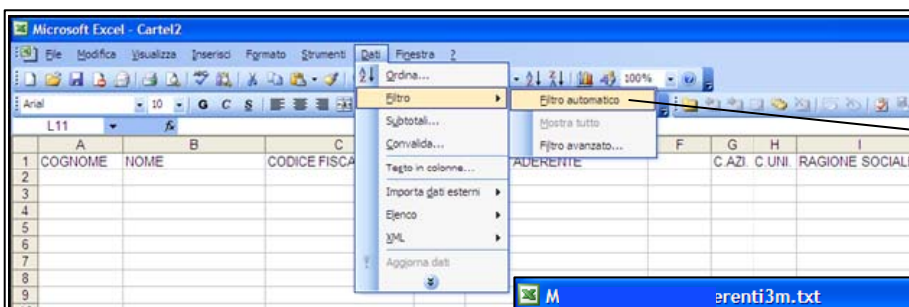 Microsoft Excel - Cartel2
File Modifica Visualizza Inserisci Formato Strumenti Dati Finestra ?
100%
Arial 10 G C S
L11 fx
Ordina...
Filtro
Subtotali...
Convalida...
Testo in colonne...
Importa dati esterni
Elenco
XML
Aggiorna dati
Filtro automatico
Mostra tutto
Filtro avanzato...
A B C F G H I
1 COGNOME NOME CODICE FISCA ADERENTE C.AZI. C.UNI. RAGIONE SOCIAL
2
3
4
5
6
7
8
9
M erenti3m.txt